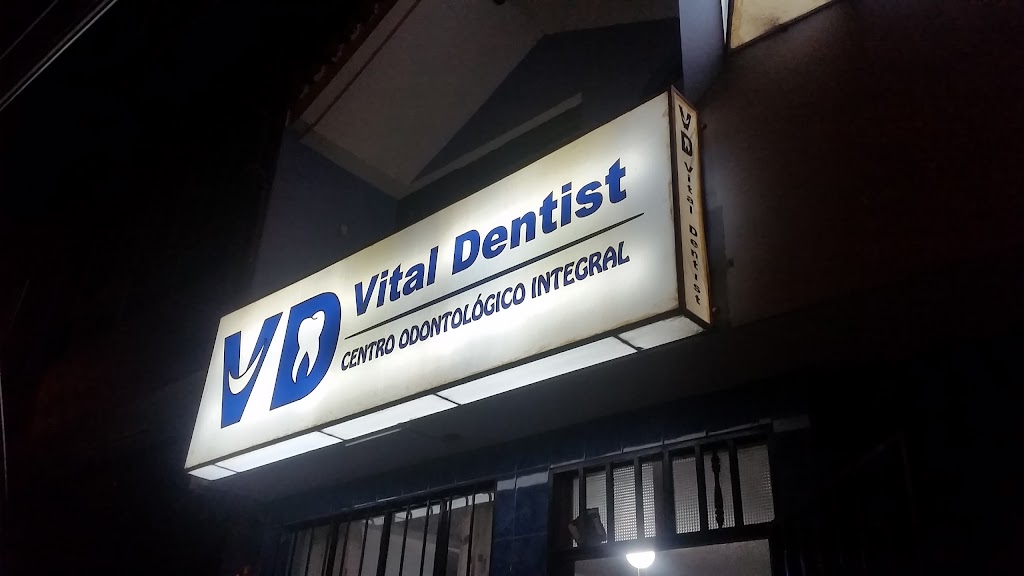 VD
Vital Dentist
CENTRO ODONTOLÓGICO INTEGRAL
VD Vital Dentist